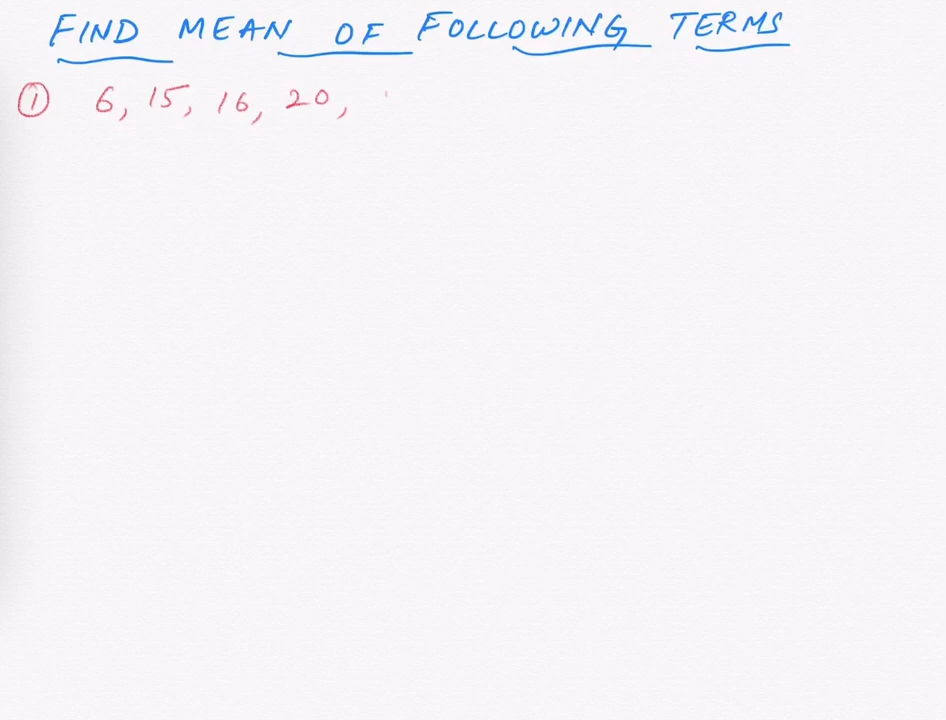 FIND MEAN OF FOLLOWING TERMS
① 6, 15, 16, 20,